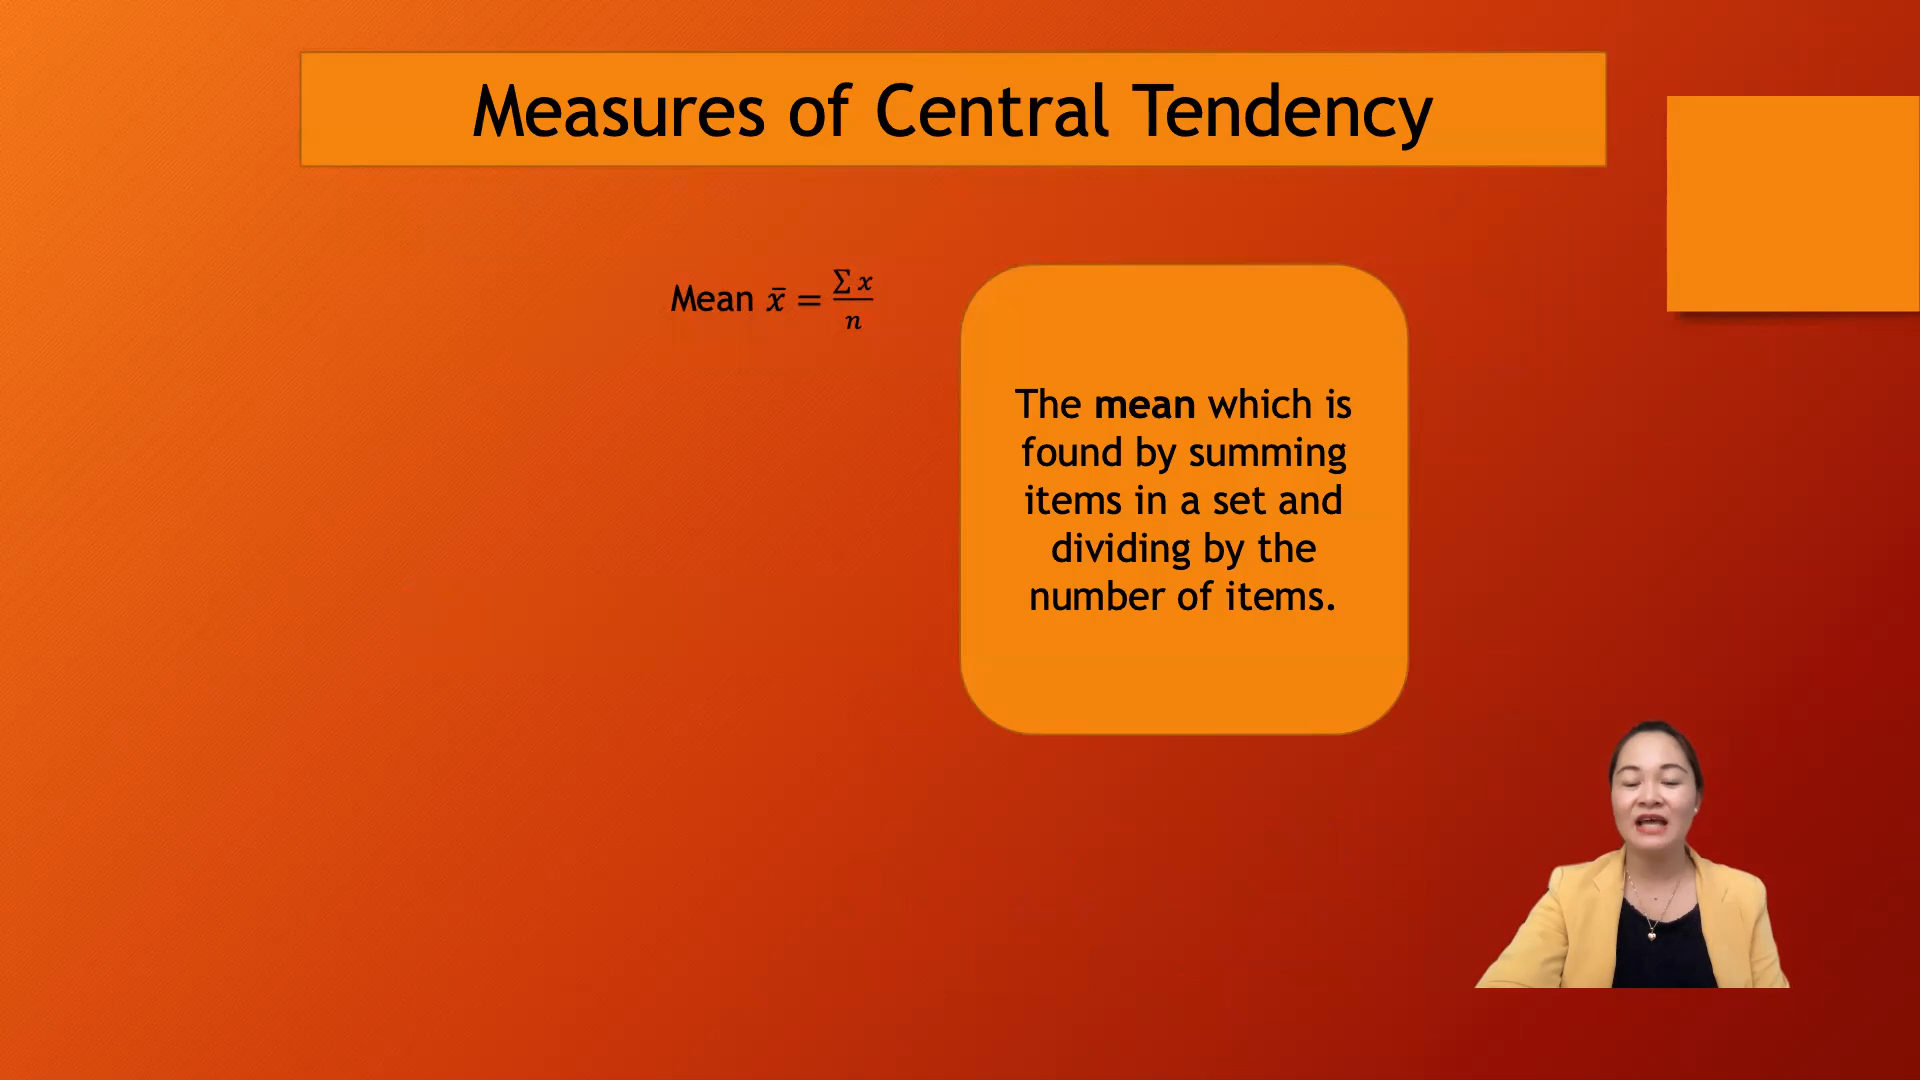 Measures of Central Tendency
Mean x̄ = ∑x/n
The mean which is
found by summing
items in a set and
dividing by the
number of items.